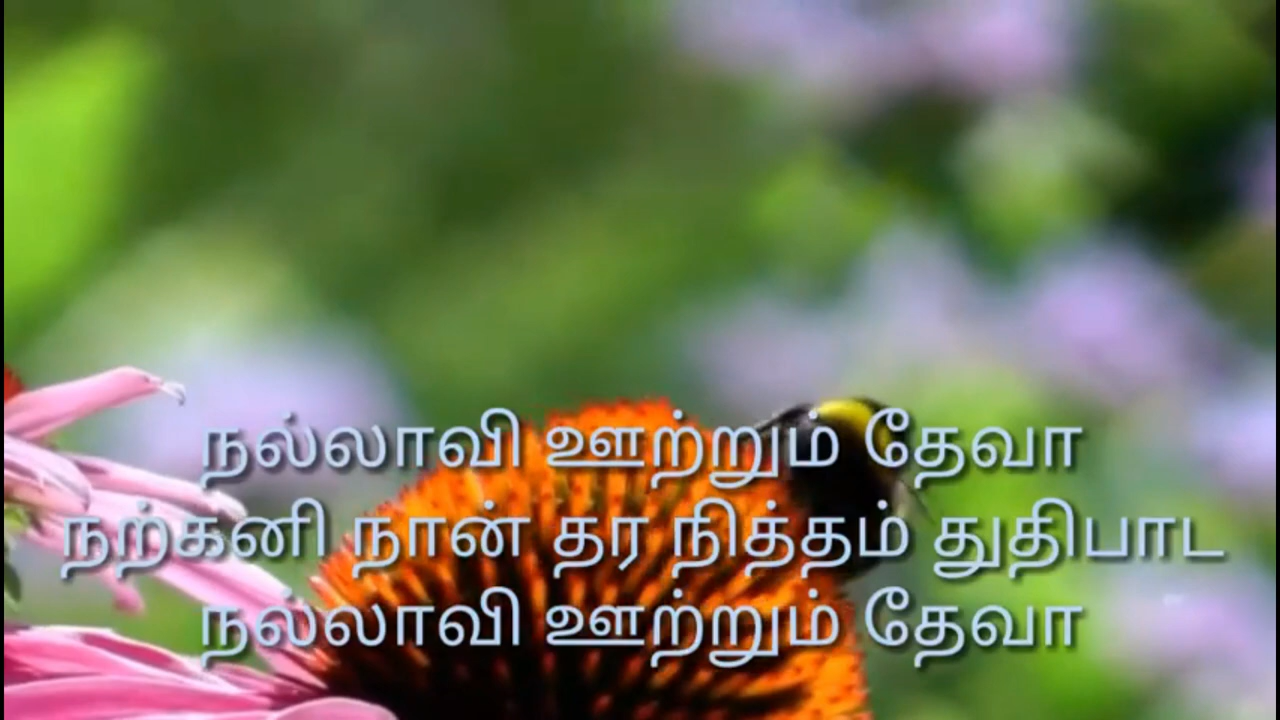 நல்லாவி ஊற்றும் தேவா
நற்கனி நான் தர நித்தம் துதிபாட
நல்லாவி ஊற்றும் தேவா